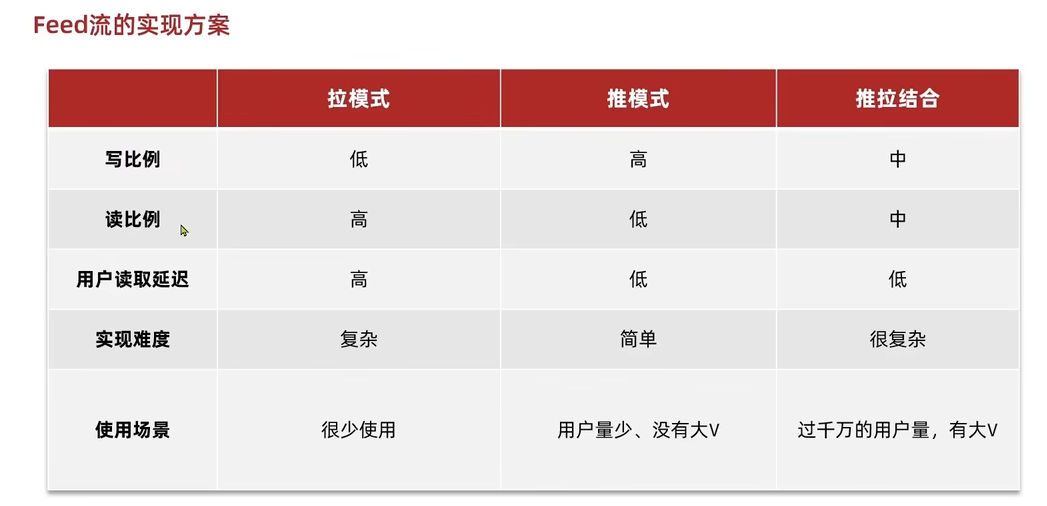 Feed流的实现方案
拉模式 推模式 推拉结合
写比例 低 高 中
读比例 高 低 中
用户读取延迟 高 低 低
实现难度 复杂 简单 很复杂
使用场景 很少使用 用户量少、没有大V 过千万的用户量，有大V